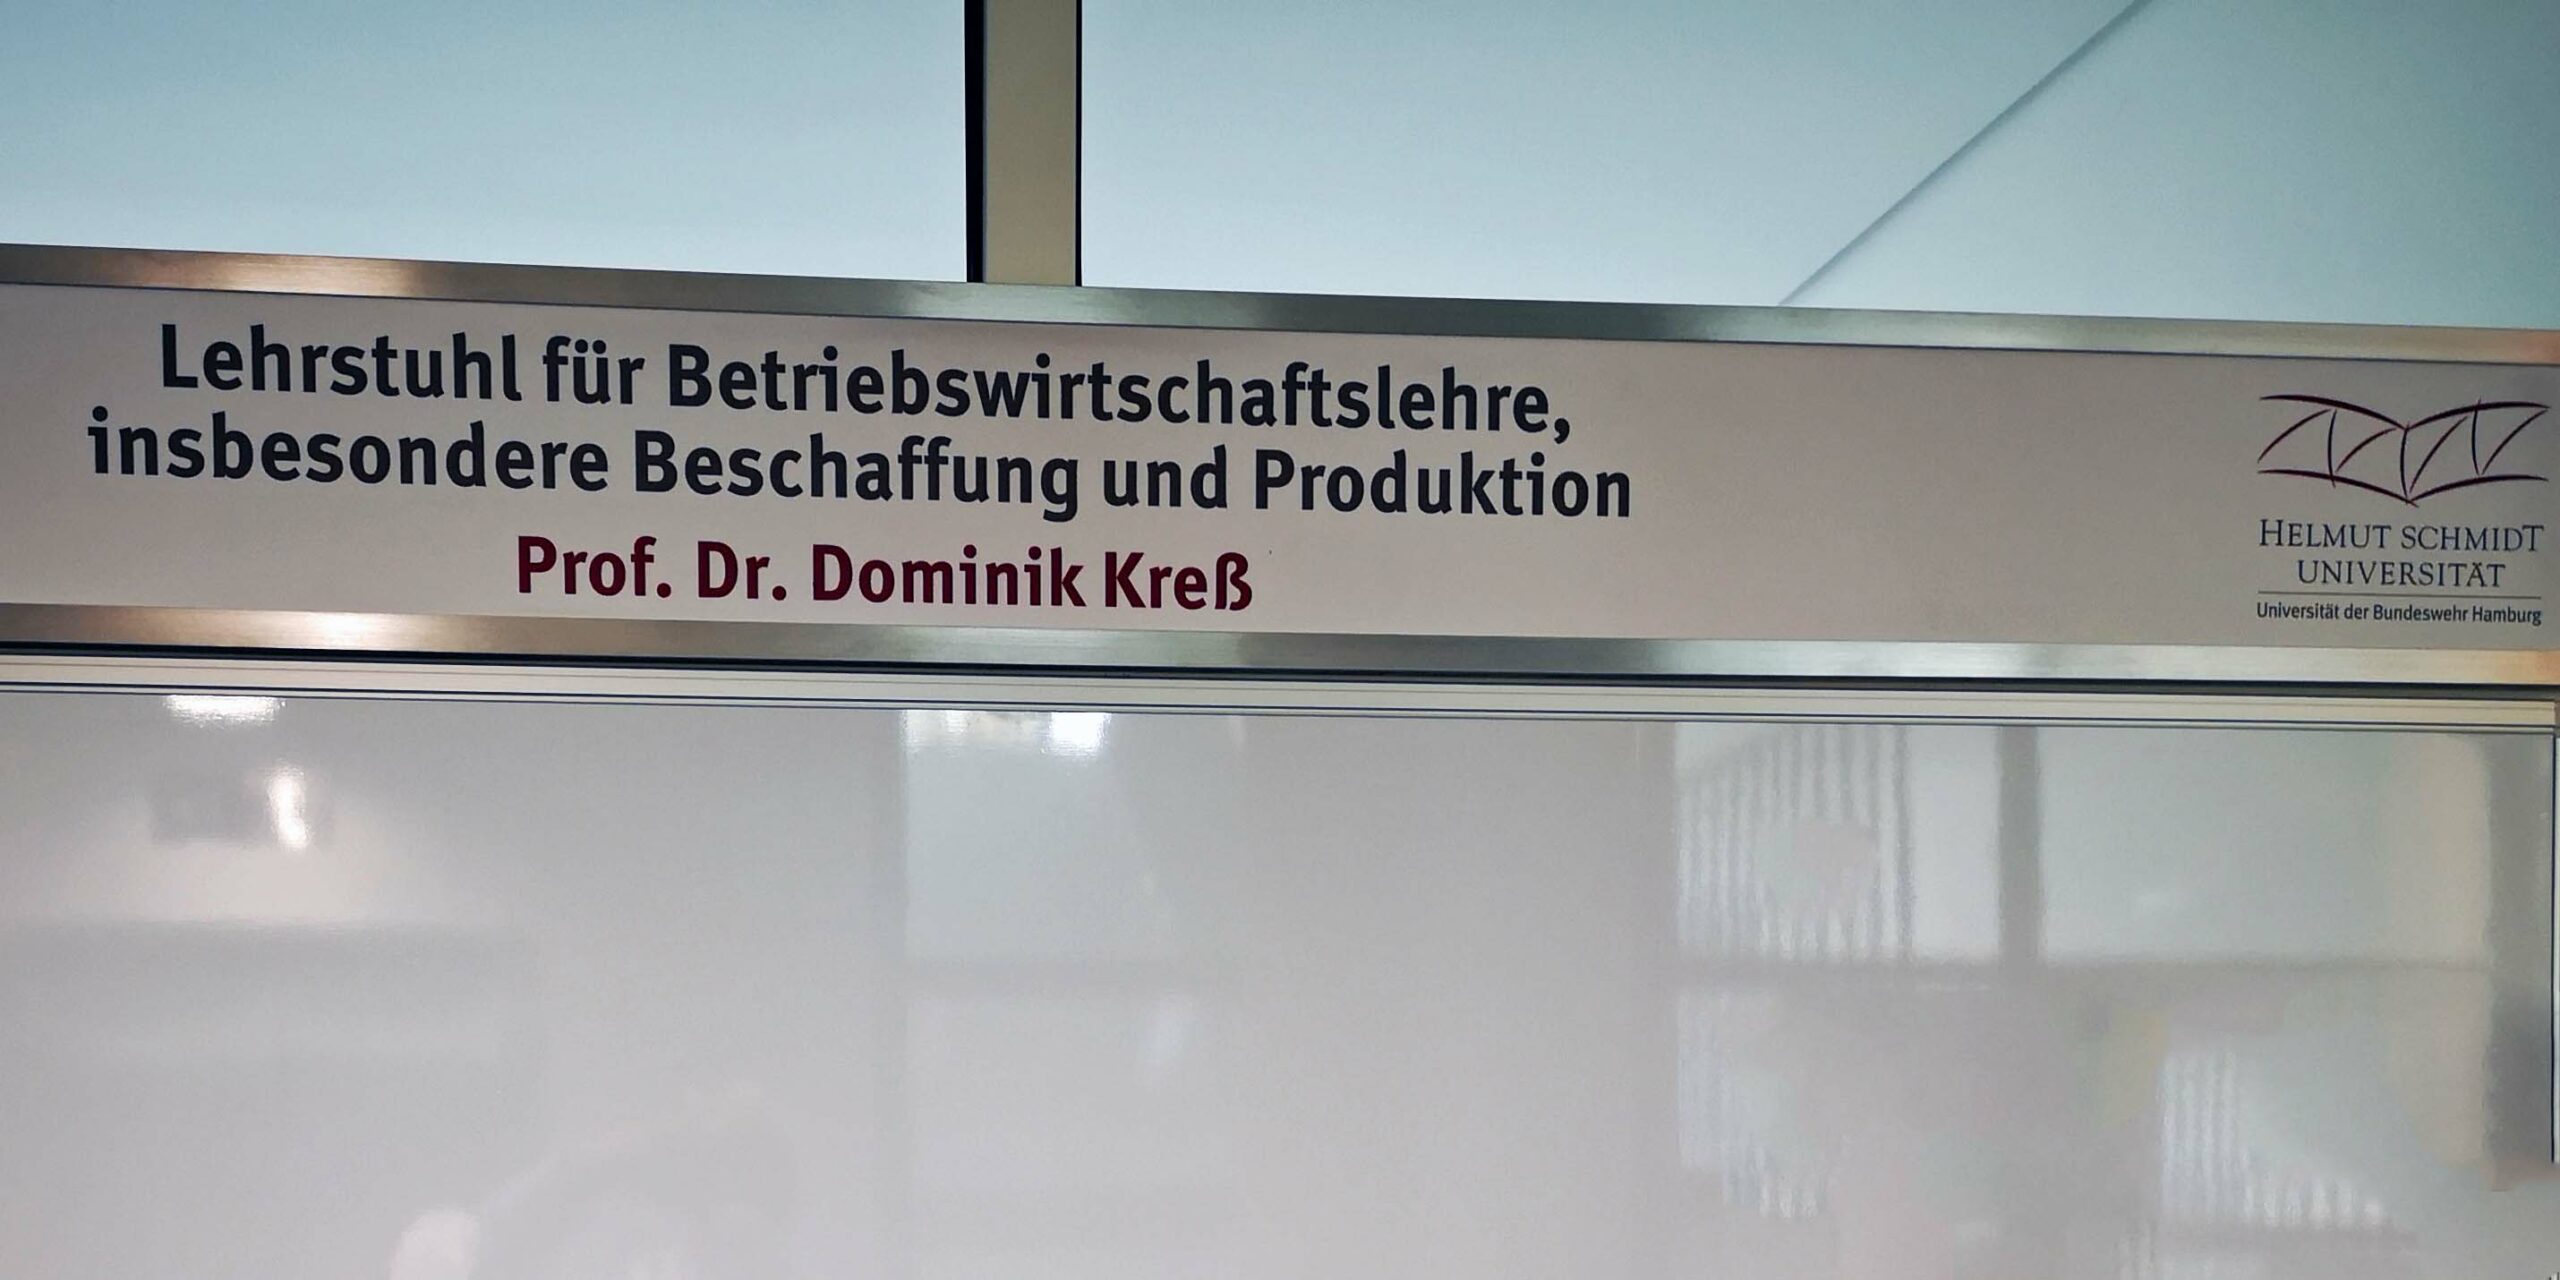 Lehrstuhl für Betriebswirtschaftslehre,
insbesondere Beschaffung und Produktion
Prof. Dr. Dominik Kreß
HELMUT SCHMIDT
UNIVERSITÄT
Universität der Bundeswehr Hamburg